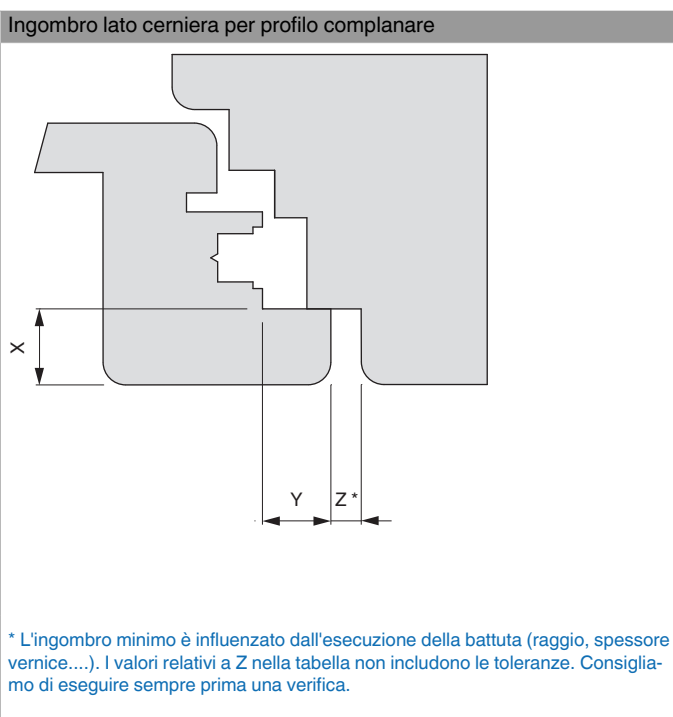 Ingombro lato cerniera per profilo complanare
X
Y
Z *
* L'ingombro minimo è influenzato dall'esecuzione della battuta (raggio, spessore
vernice....). I valori relativi a Z nella tabella non includono le toleranze. Consiglia-
mo di eseguire sempre prima una verifica.